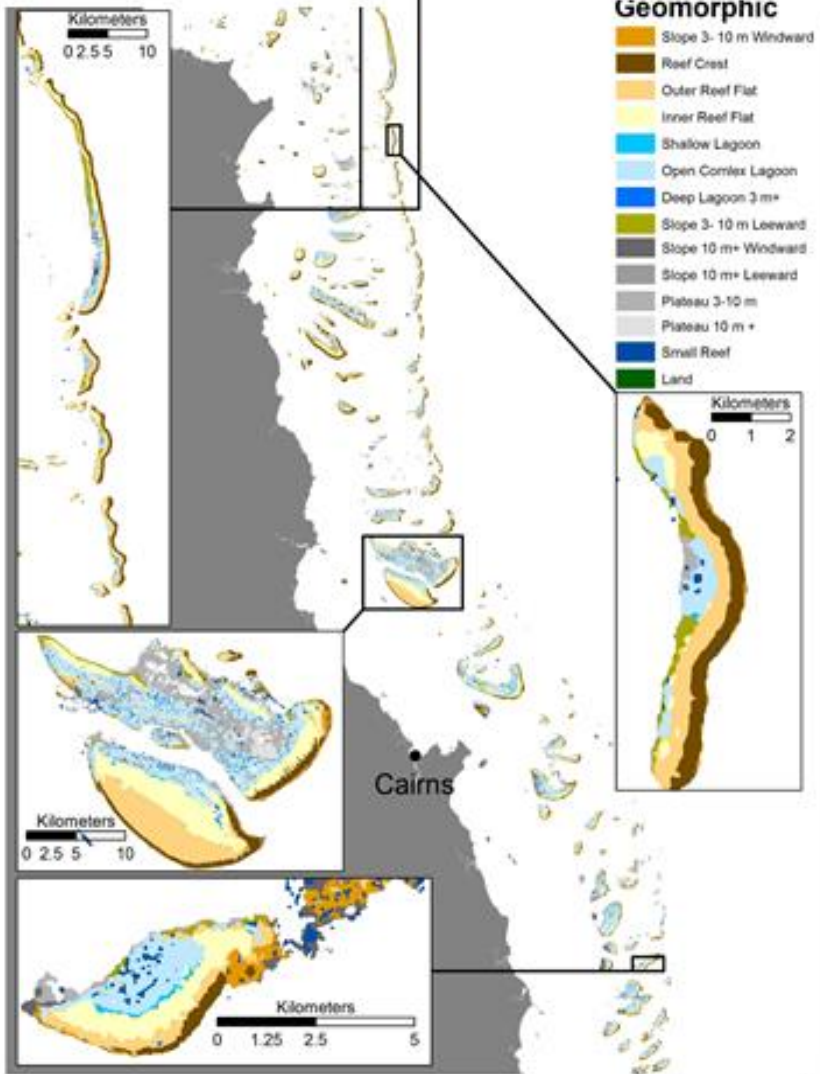 Geomorphic
Slope 3- 10 m Windward
Reef Crest
Outer Reef Flat
Inner Reef Flat
Shallow Lagoon
Open Comlex Lagoon
Deep Lagoon 3 m+
Slope 3- 10 m Leeward
Slope 10 m+ Windward
Slope 10 m+ Leeward
Plateau 3-10 m
Plateau 10 m +
Small Reef
Land
Kilometers
0 2.5 5 10
Kilometers
0 1 2
Cairns
Kilometers
0 2.5 5 10
Kilometers
0 1.25 2.5 5